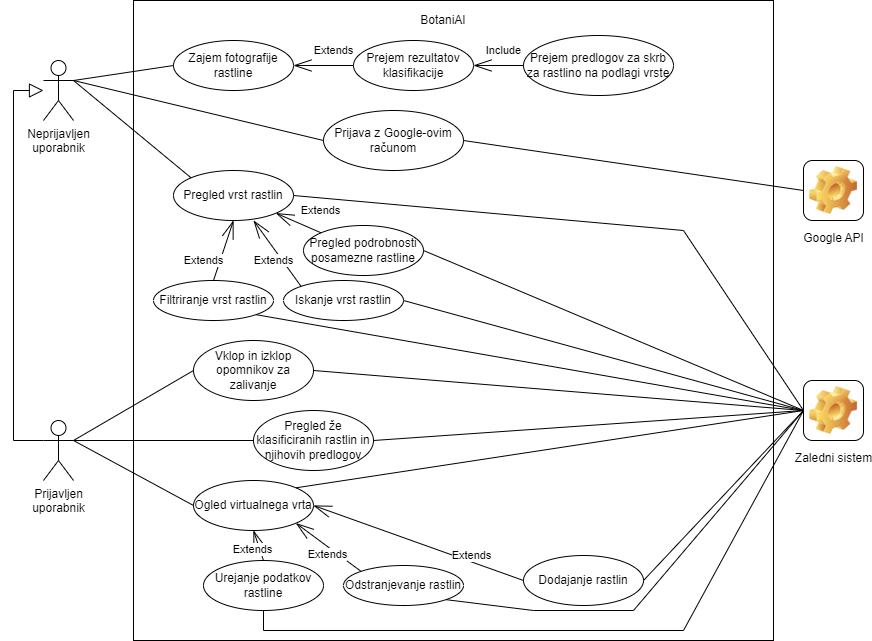 BotaniAI
Zajem fotografije
rastline
Extends
Prejem rezultatov
klasifikacije
Include
Prejem predlogov za skrb
za rastlino na podlagi vrste
Neprijavljen
uporabnik
Prijava z Google-ovim
računom
Google API
Pregled vrst rastlin
Extends
Pregled podrobnosti
posamezne rastline
Extends
Extends
Filtriranje vrst rastlin
Iskanje vrst rastlin
Vklop in izklop
opomnikov za
zalivanje
Pregled že
klasificiranih rastlin in
njihovih predlogov
Zaledni sistem
Prijavljen
uporabnik
Ogled virtualnega vrta
Extends
Extends
Extends
Urejanje podatkov
rastline
Odstranjevanje rastlin
Dodajanje rastlin